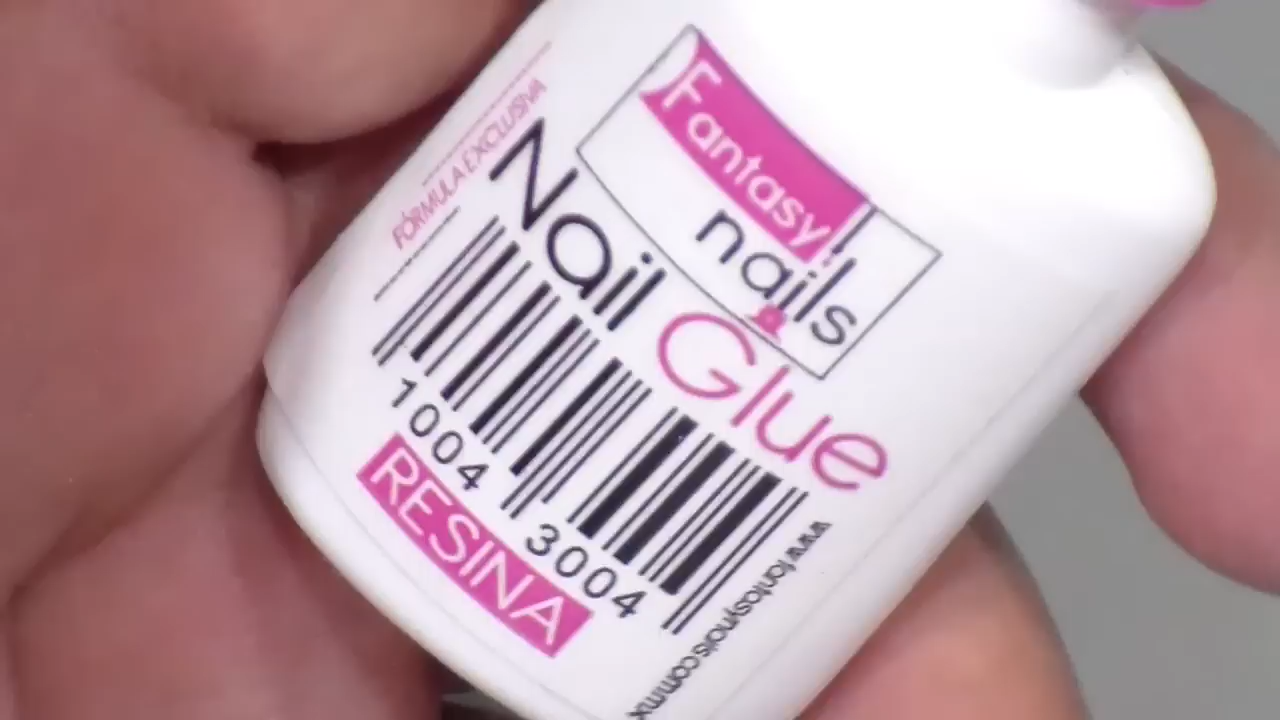 Fantasy
nails
FÓRMULA EXCLUSIVA
Nail Glue
1004 3004
RESINA
www.fantasynails.com.mx